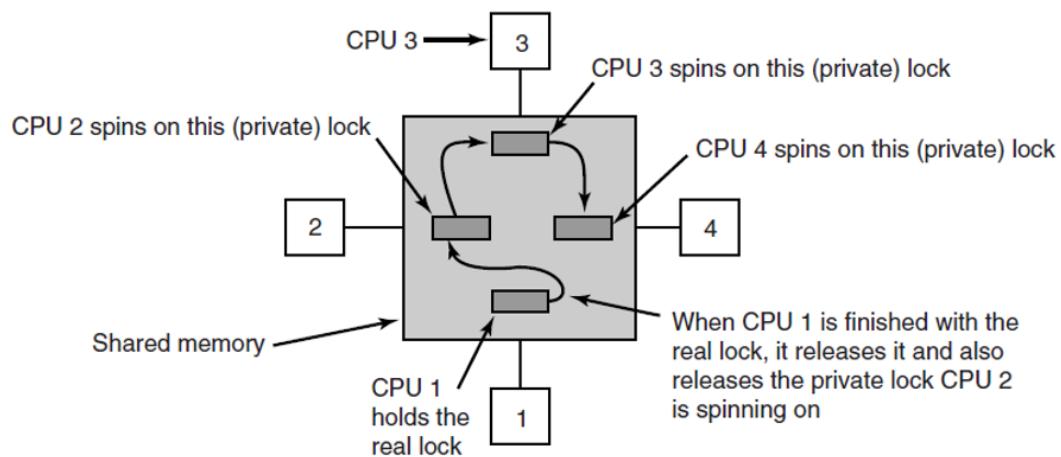 CPU 3
3
CPU 3 spins on this (private) lock
CPU 2 spins on this (private) lock
CPU 4 spins on this (private) lock
2
4
Shared memory
CPU 1
holds the
real lock
1
When CPU 1 is finished with the
real lock, it releases it and also
releases the private lock CPU 2
is spinning on